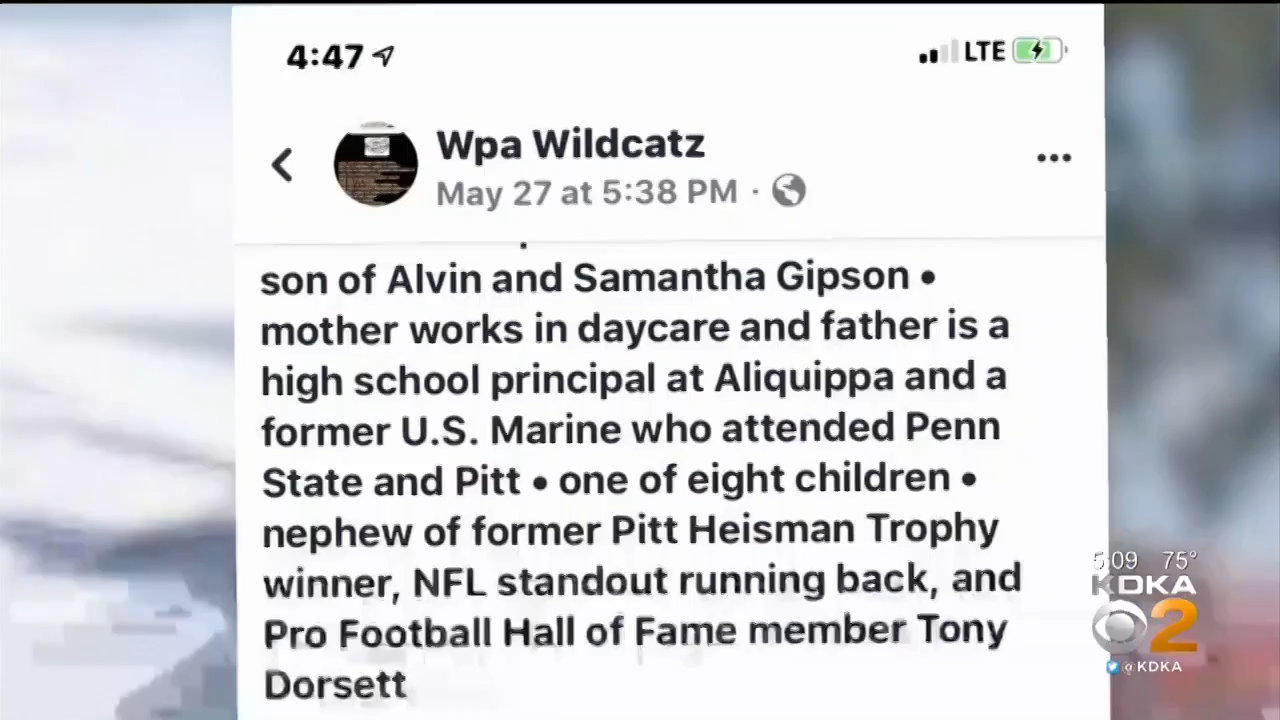 4:47
LTE
Wpa Wildcatz
May 27 at 5:38 PM ·
son of Alvin and Samantha Gipson •
mother works in daycare and father is a
high school principal at Aliquippa and a
former U.S. Marine who attended Penn
State and Pitt • one of eight children •
nephew of former Pitt Heisman Trophy
winner, NFL standout running back, and
Pro Football Hall of Fame member Tony
Dorsett
5:09 75°
KDKA
2
@KDKA